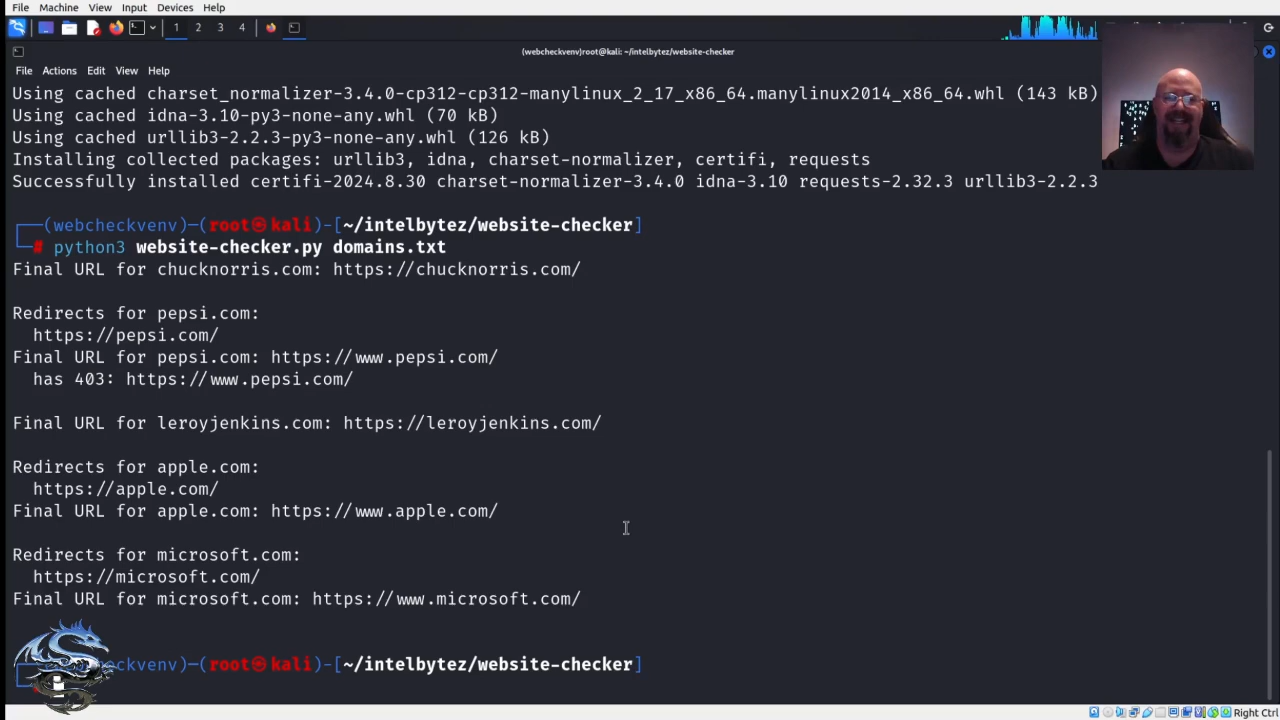 File Machine View Input Devices Help
1 2 3 4
(webcheckvenv)root@kali: ~/intelbytez/website-checker
File Actions Edit View Help
Using cached charset_normalizer-3.4.0-cp312-cp312-manylinux_2_17_x86_64.manylinux2014_x86_64.whl (143 kB)
Using cached idna-3.10-py3-none-any.whl (70 kB)
Using cached urllib3-2.2.3-py3-none-any.whl (126 kB)
Installing collected packages: urllib3, idna, charset-normalizer, certifi, requests
Successfully installed certifi-2024.8.30 charset-normalizer-3.4.0 idna-3.10 requests-2.32.3 urllib3-2.2.3
(webcheckvenv)-(root㉿kali)-[~/intelbytez/website-checker]
# python3 website-checker.py domains.txt
Final URL for chucknorris.com: https://chucknorris.com/
Redirects for pepsi.com:
https://pepsi.com/
Final URL for pepsi.com: https://www.pepsi.com/
has 403: https://www.pepsi.com/
Final URL for leroyjenkins.com: https://leroyjenkins.com/
Redirects for apple.com:
https://apple.com/
Final URL for apple.com: https://www.apple.com/
Redirects for microsoft.com:
https://microsoft.com/
Final URL for microsoft.com: https://www.microsoft.com/
eckvenv)-(root㉿kali)-[~/intelbytez/website-checker]
Right Ctrl